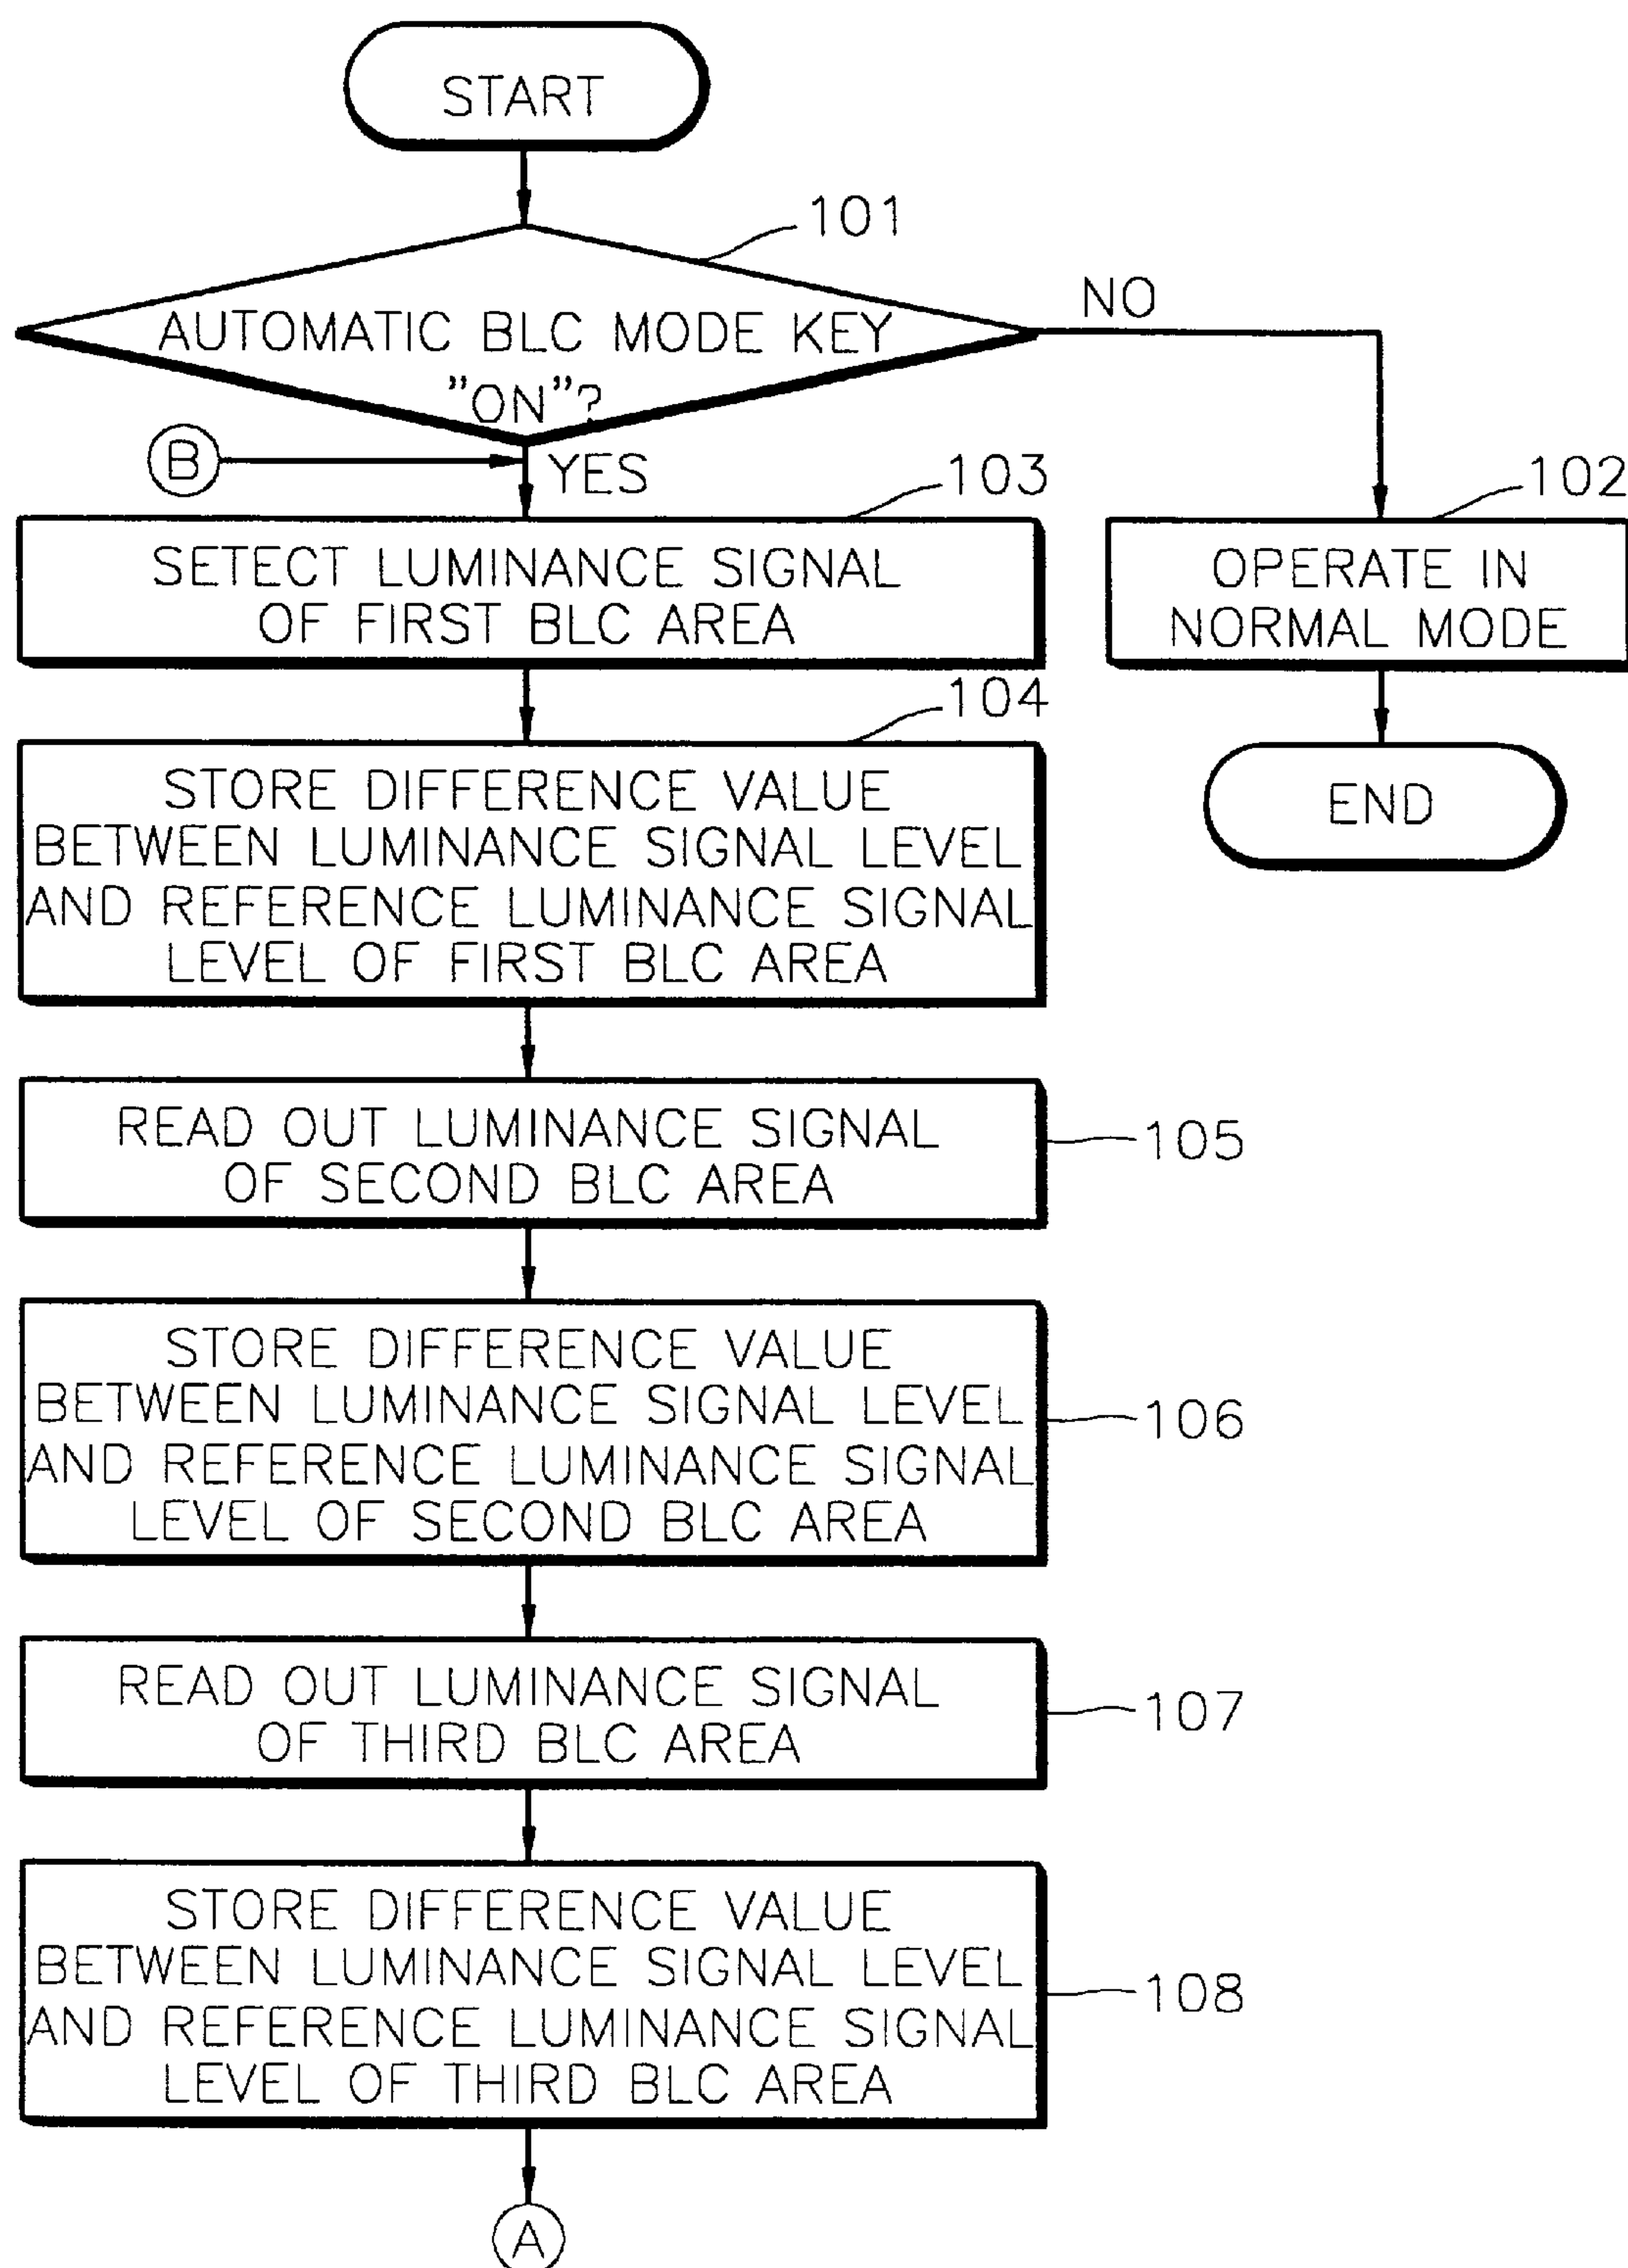 START
101
AUTOMATIC BLC MODE KEY
"ON"?
NO
B
YES
103
SETECT LUMINANCE SIGNAL
OF FIRST BLC AREA
102
OPERATE IN
NORMAL MODE
END
104
STORE DIFFERENCE VALUE
BETWEEN LUMINANCE SIGNAL LEVEL
AND REFERENCE LUMINANCE SIGNAL
LEVEL OF FIRST BLC AREA
READ OUT LUMINANCE SIGNAL
OF SECOND BLC AREA
105
STORE DIFFERENCE VALUE
BETWEEN LUMINANCE SIGNAL LEVEL
AND REFERENCE LUMINANCE SIGNAL
LEVEL OF SECOND BLC AREA
106
READ OUT LUMINANCE SIGNAL
OF THIRD BLC AREA
107
STORE DIFFERENCE VALUE
BETWEEN LUMINANCE SIGNAL LEVEL
AND REFERENCE LUMINANCE SIGNAL
LEVEL OF THIRD BLC AREA
108
A